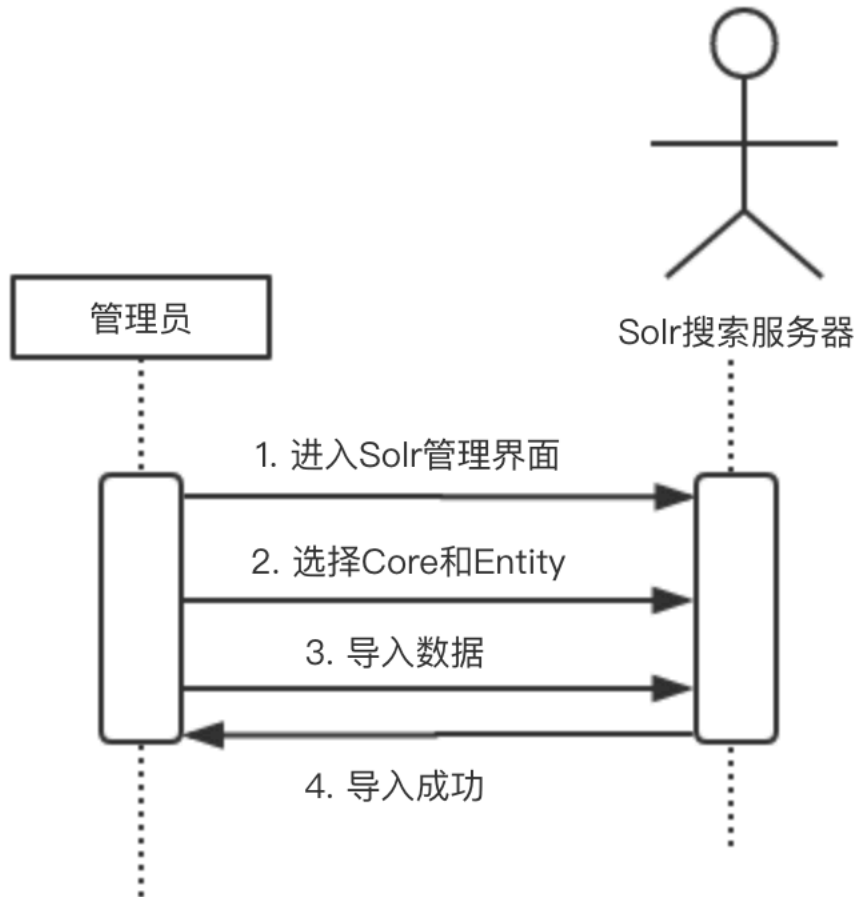 管理员
Solr搜索服务器
1. 进入Solr管理界面
2. 选择Core和Entity
3. 导入数据
4. 导入成功